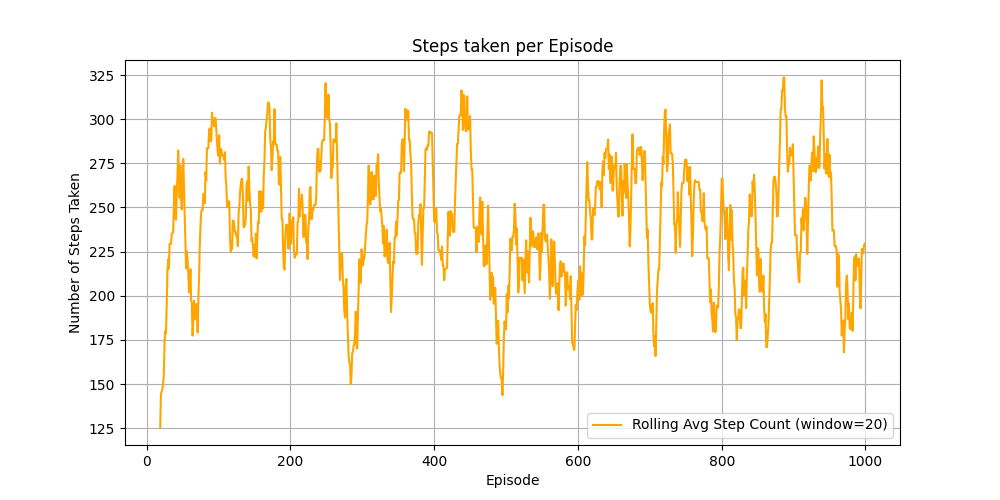 Steps taken per Episode
Number of Steps Taken
325
300
275
250
225
200
175
150
125
Rolling Avg Step Count (window=20)
0 200 400 600 800 1000
Episode